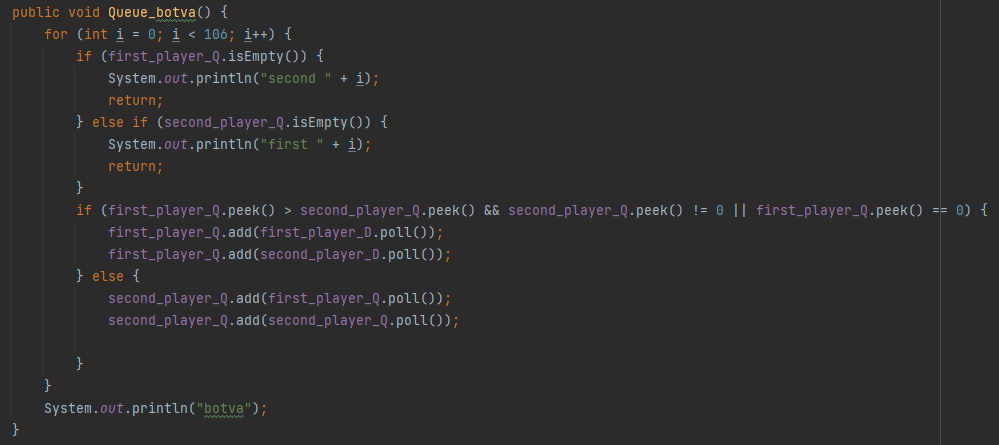 public void Queue_botva() {
    for (int i = 0; i < 106; i++) {
        if (first_player_Q.isEmpty()) {
            System.out.println("second " + i);
            return;
        } else if (second_player_Q.isEmpty()) {
            System.out.println("first " + i);
            return;
        }
        if (first_player_Q.peek() > second_player_Q.peek() && second_player_Q.peek() != 0 || first_player_Q.peek() == 0) {
            first_player_Q.add(first_player_D.poll());
            first_player_Q.add(second_player_D.poll());
        } else {
            second_player_Q.add(first_player_Q.poll());
            second_player_Q.add(second_player_Q.poll());
        }
    }
    System.out.println("botva");
}